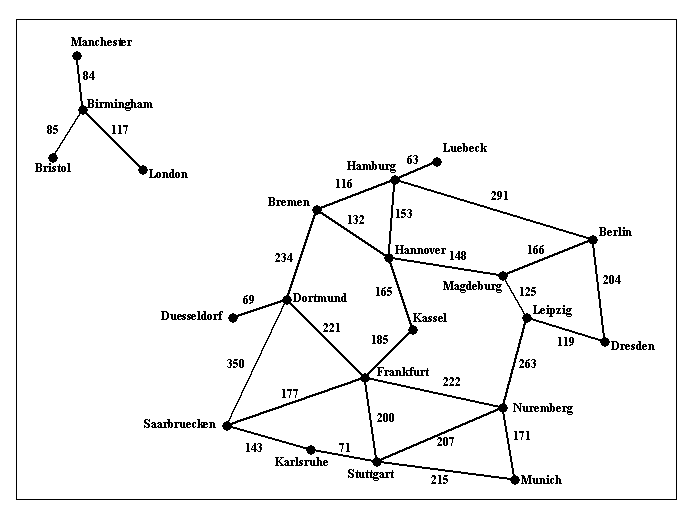 Manchester
84
Birmingham
85
117
Bristol
London
Luebeck
63
Hamburg
116
291
Bremen
132
153
Berlin
Hannover
148
166
234
Magdeburg
204
165
125
69
Dortmund
Leipzig
Duesseldorf
Kassel
221
185
119
Dresden
350
Frankfurt
263
177
222
Nuremberg
200
Saarbruecken
207
171
143
71
Karlsruhe
Stuttgart
215
Munich